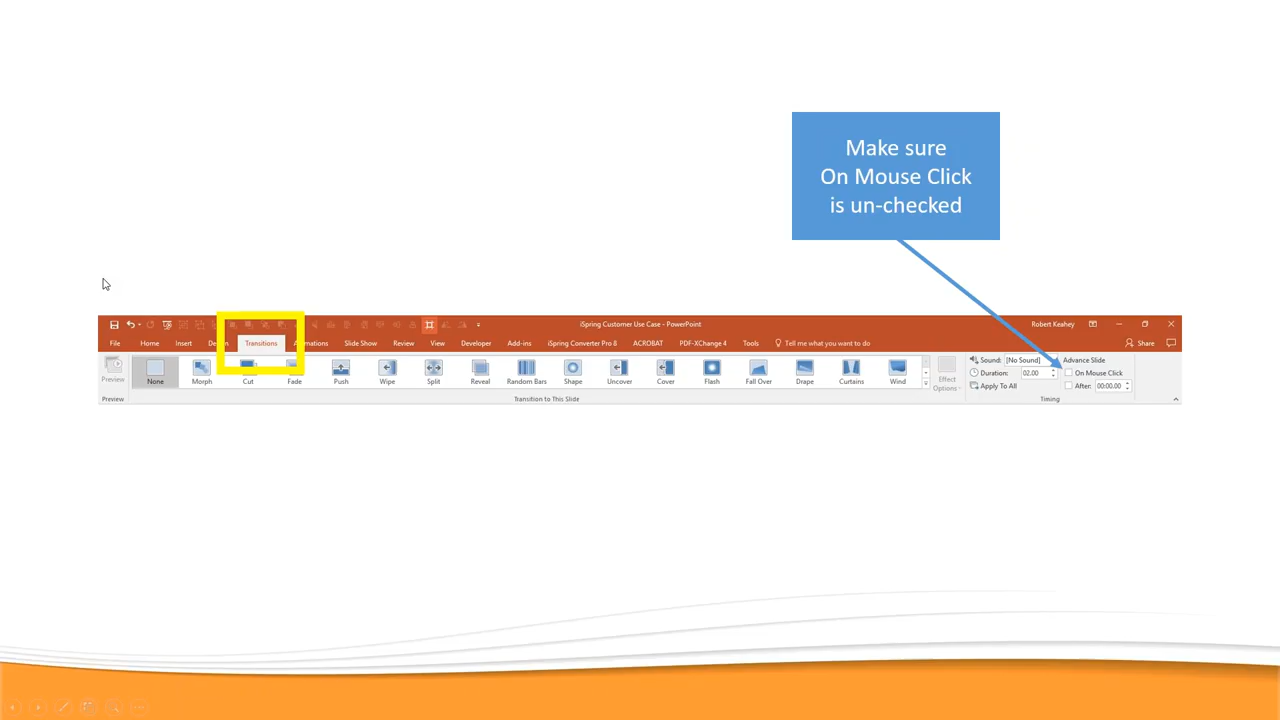 Make sure
On Mouse Click
is un-checked
iSpring Customer Use Case - PowerPoint
Robert Keahey
File Home Insert Transitions Slide Show Review View Developer Add-ins iSpring Converter Pro 8 ACROBAT PDF-XChange 4 Tools Tell me what you want to do Share
Preview
None Morph Cut Fade Push Wipe Split Reveal Random Bars Shape Uncover Cover Flash Fall Over Drape Curtains Wind
Effect
Options
Sound: [No Sound] Advance Slide
Duration: 02.00 On Mouse Click
Apply To All After: 00:00.00
Preview Transition to This Slide Timing